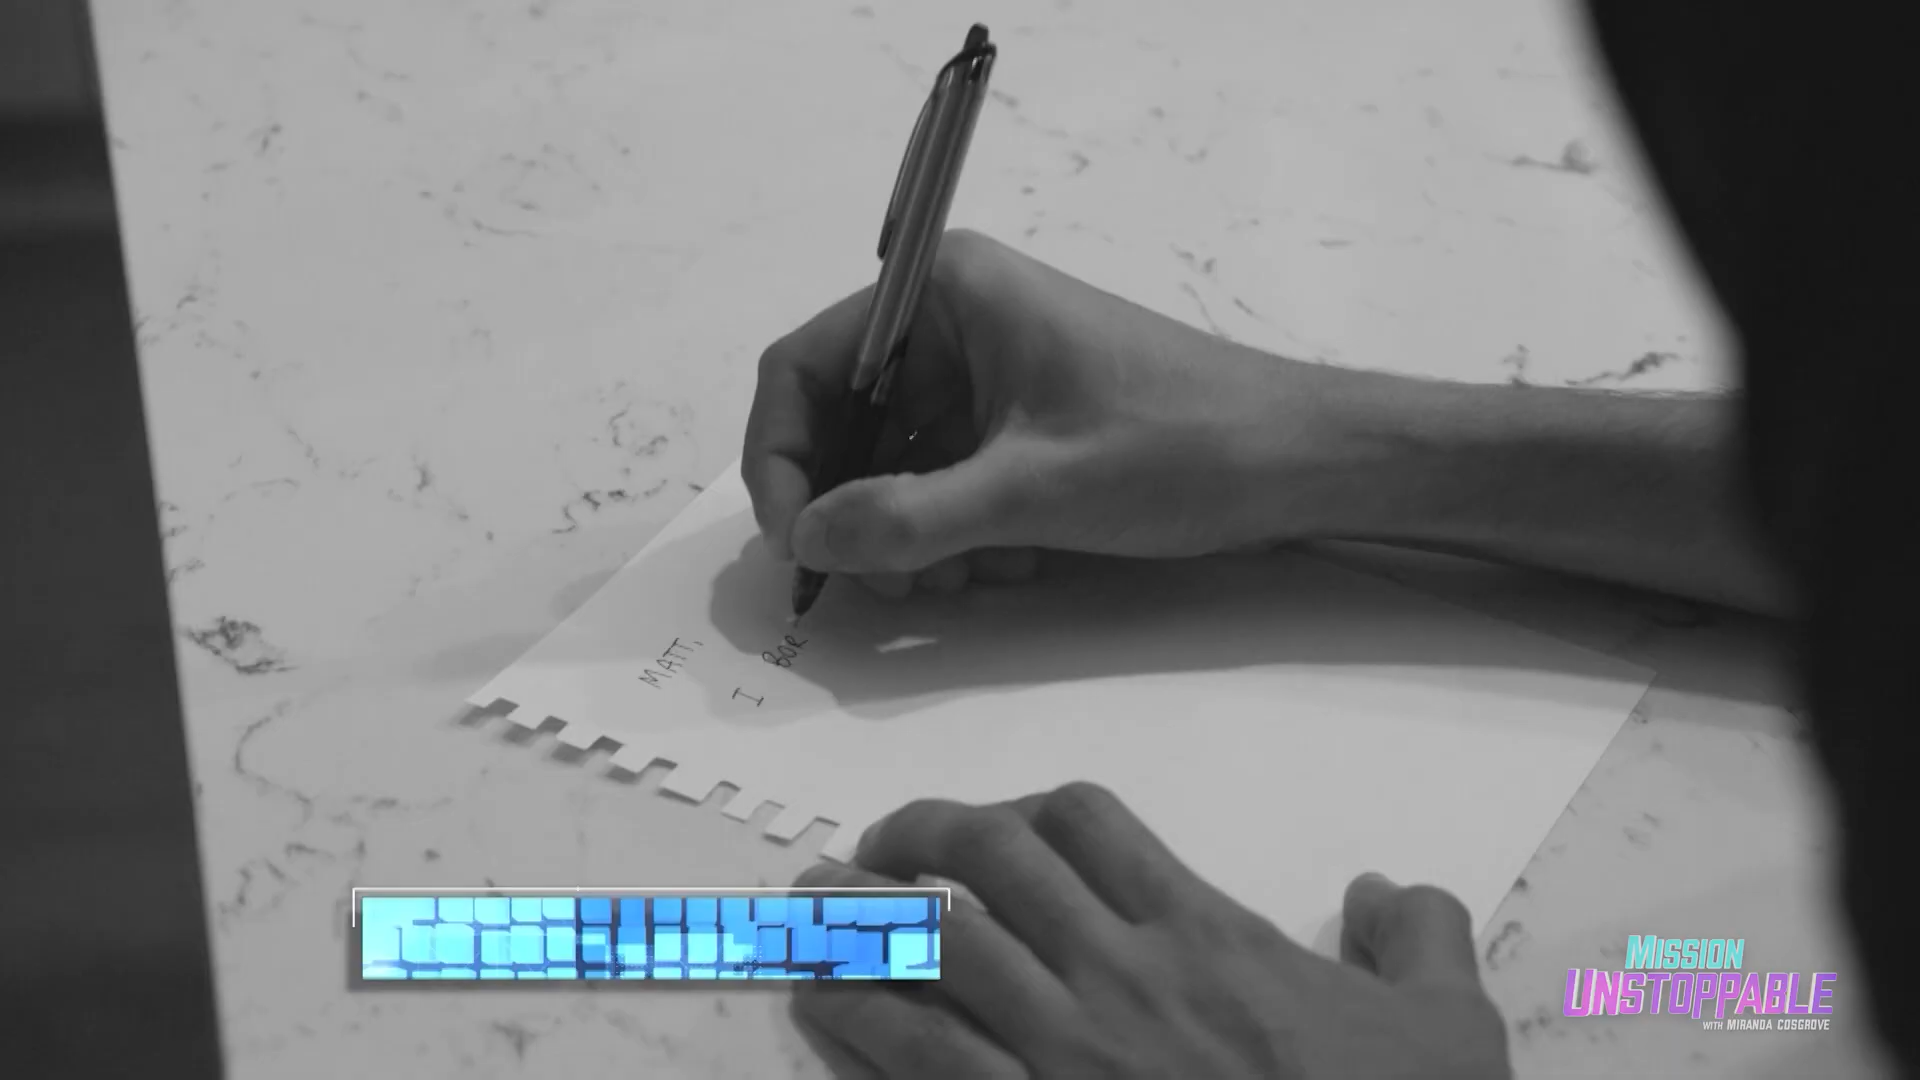 MATT,
I BOR
MISSION
UNSTOPPABLE
WITH MIRANDA COSGROVE